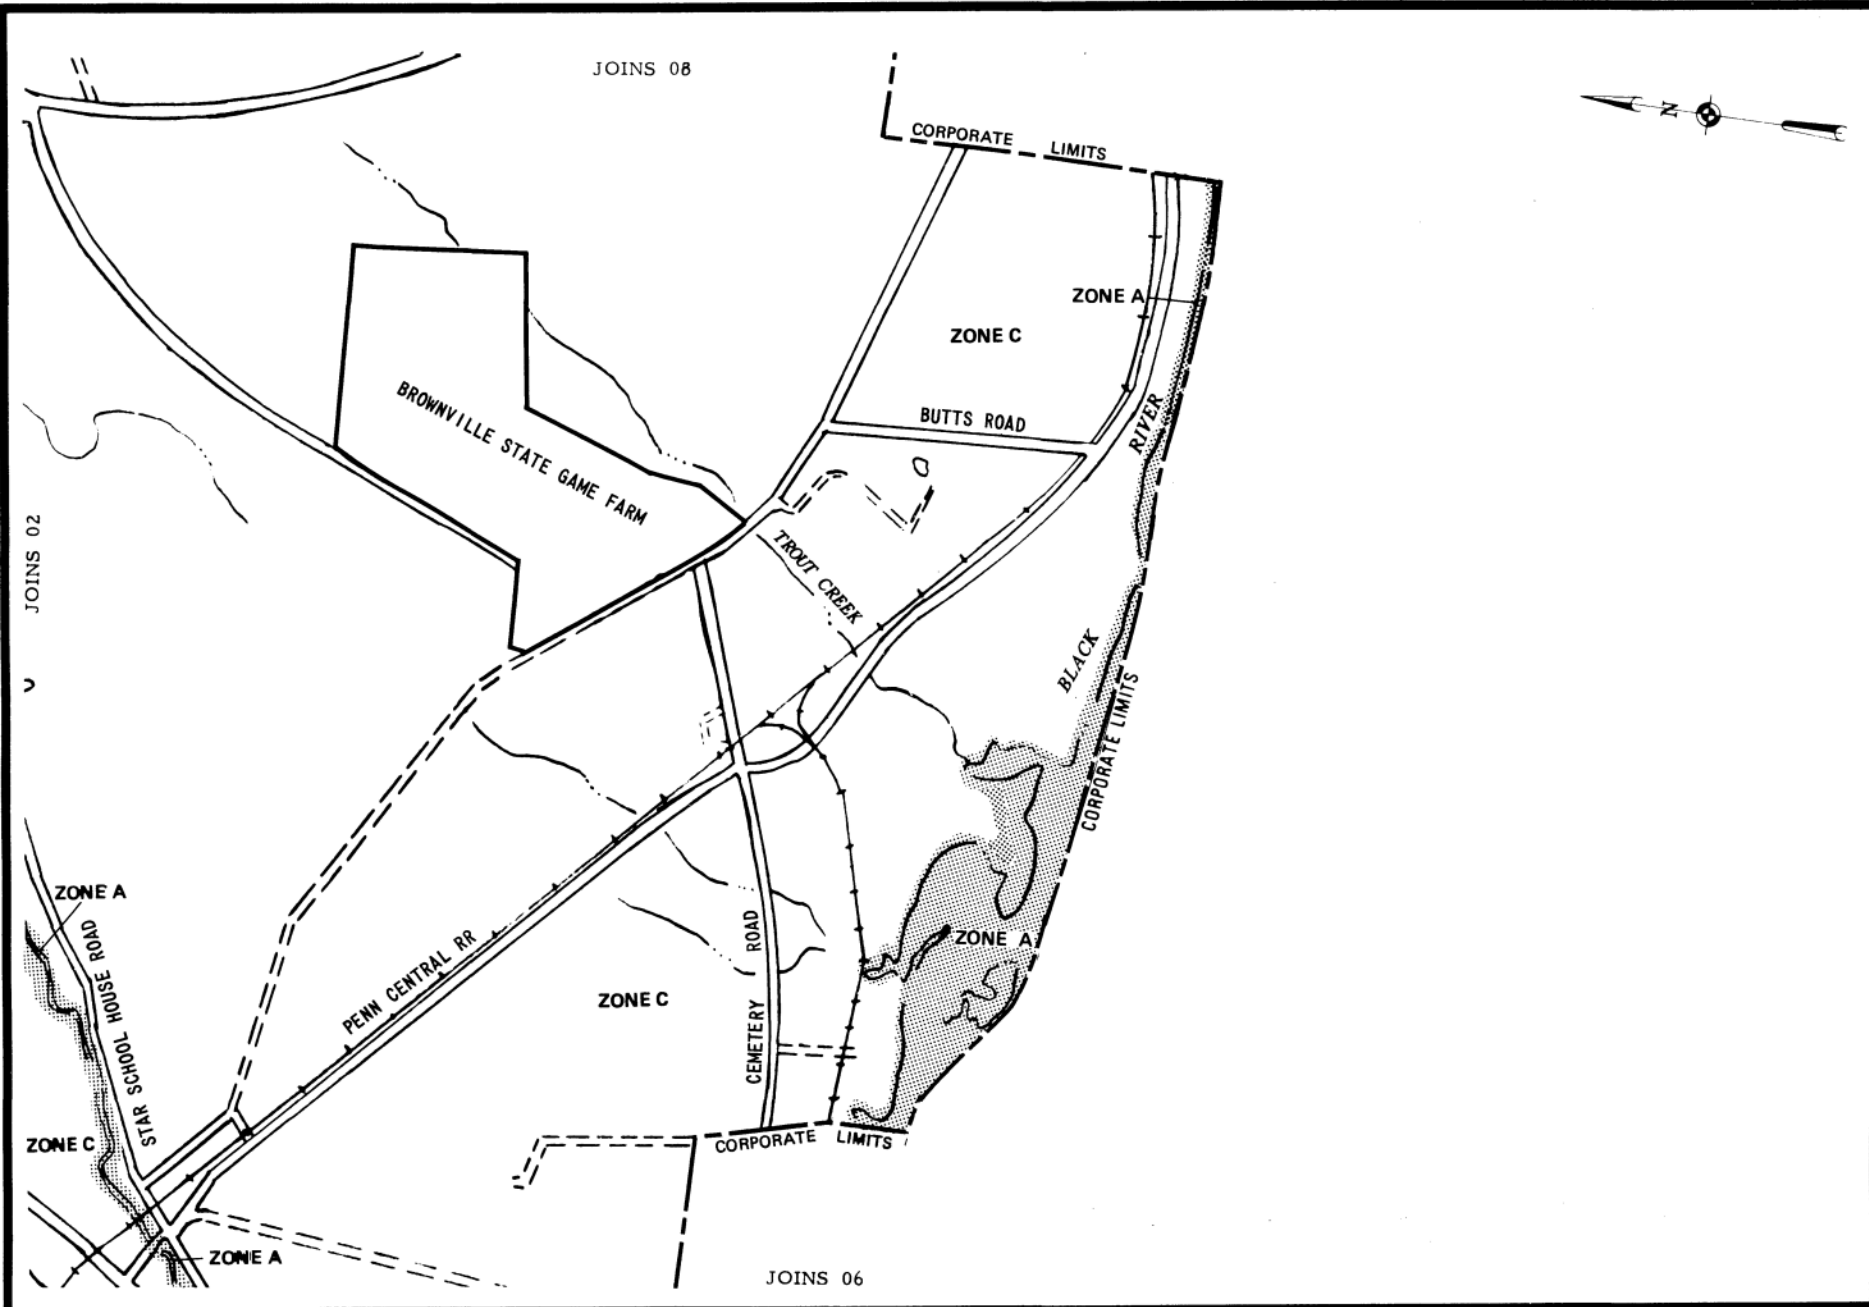 JOINS 08
N
CORPORATE LIMITS
ZONE A
ZONE C
BROWNVILLE STATE GAME FARM
BUTTS ROAD
RIVER
JOINS 02
TROUT CREEK
BLACK
CORPORATE LIMITS
ZONE A
STAR SCHOOL HOUSE ROAD
PENN CENTRAL RR
ZONE A
ZONE C
CEMETERY ROAD
ZONE C
CORPORATE LIMITS
ZONE A
JOINS 06